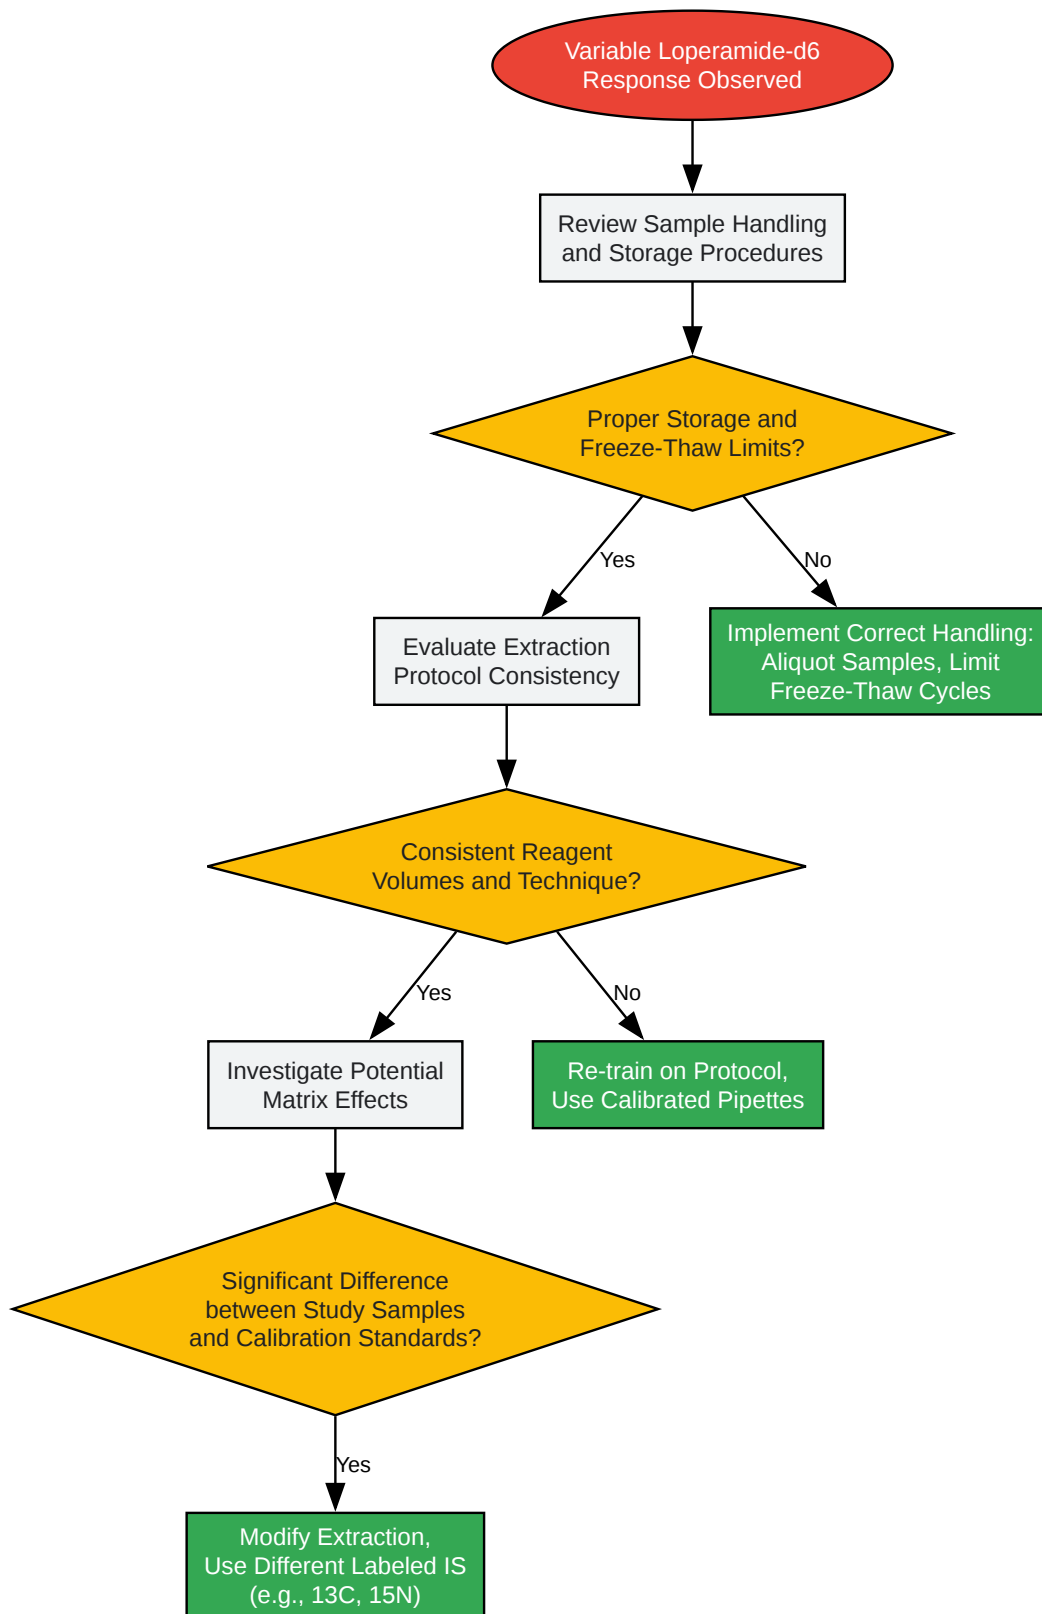 Variable Loperamide-d6
Response Observed
Review Sample Handling
and Storage Procedures
Proper Storage and
Freeze-Thaw Limits?
Yes
No
Evaluate Extraction
Protocol Consistency
Implement Correct Handling:
Aliquot Samples, Limit
Freeze-Thaw Cycles
Consistent Reagent
Volumes and Technique?
Yes
No
Investigate Potential
Matrix Effects
Re-train on Protocol,
Use Calibrated Pipettes
Significant Difference
between Study Samples
and Calibration Standards?
Yes
Modify Extraction,
Use Different Labeled IS
(e.g., 13C, 15N)